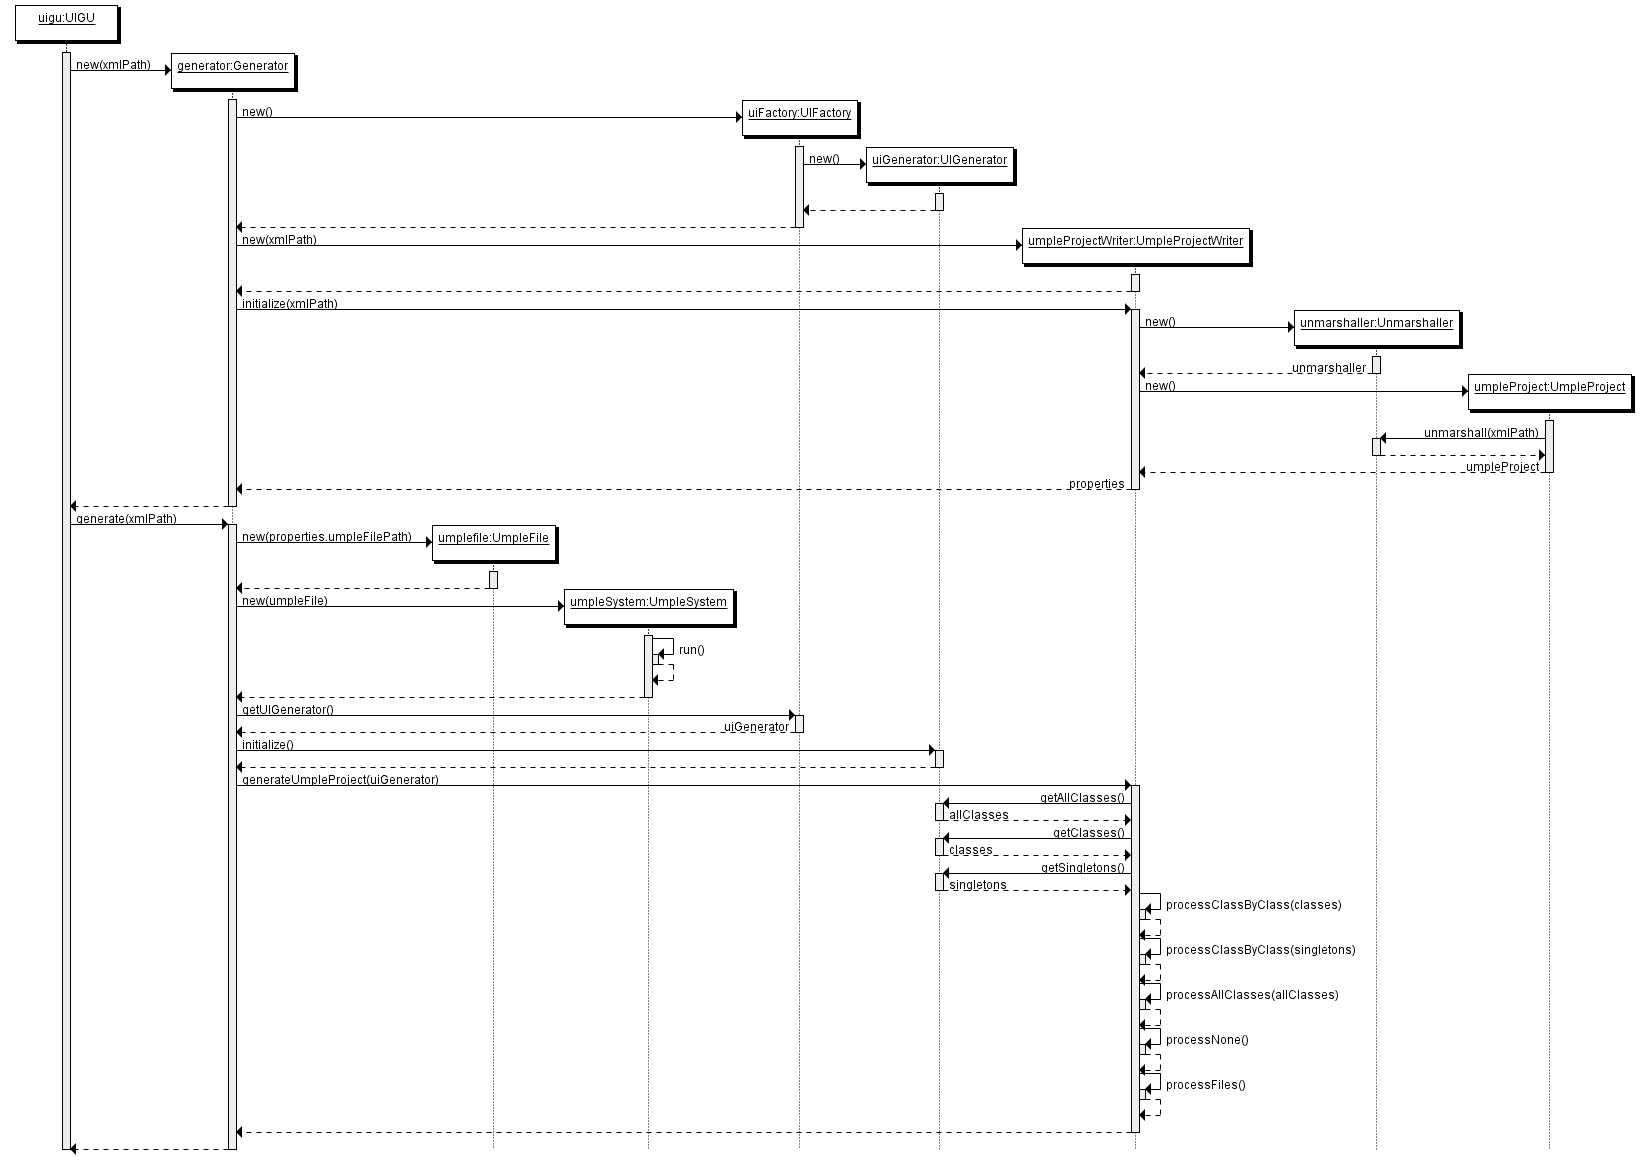 uigu:UIGU
new(xmlPath)
generator:Generator
new()
uiFactory:UIFactory
new()
uiGenerator:UIGenerator
new(xmlPath)
umpleProjectWriter:UmpleProjectWriter
initialize(xmlPath)
new()
unmarshaller:Unmarshaller
unmarshaller
new()
umpleProject:UmpleProject
unmarshall(xmlPath)
umpleProject
properties
generate(xmlPath)
new(properties.umpleFilePath)
umplefile:UmpleFile
new(umpleFile)
umpleSystem:UmpleSystem
run()
getUIGenerator()
uiGenerator
initialize()
generateUmpleProject(uiGenerator)
getAllClasses()
allClasses
getClasses()
classes
getSingletons()
singletons
processClassByClass(classes)
processClassByClass(singletons)
processAllClasses(allClasses)
processNone()
processFiles()